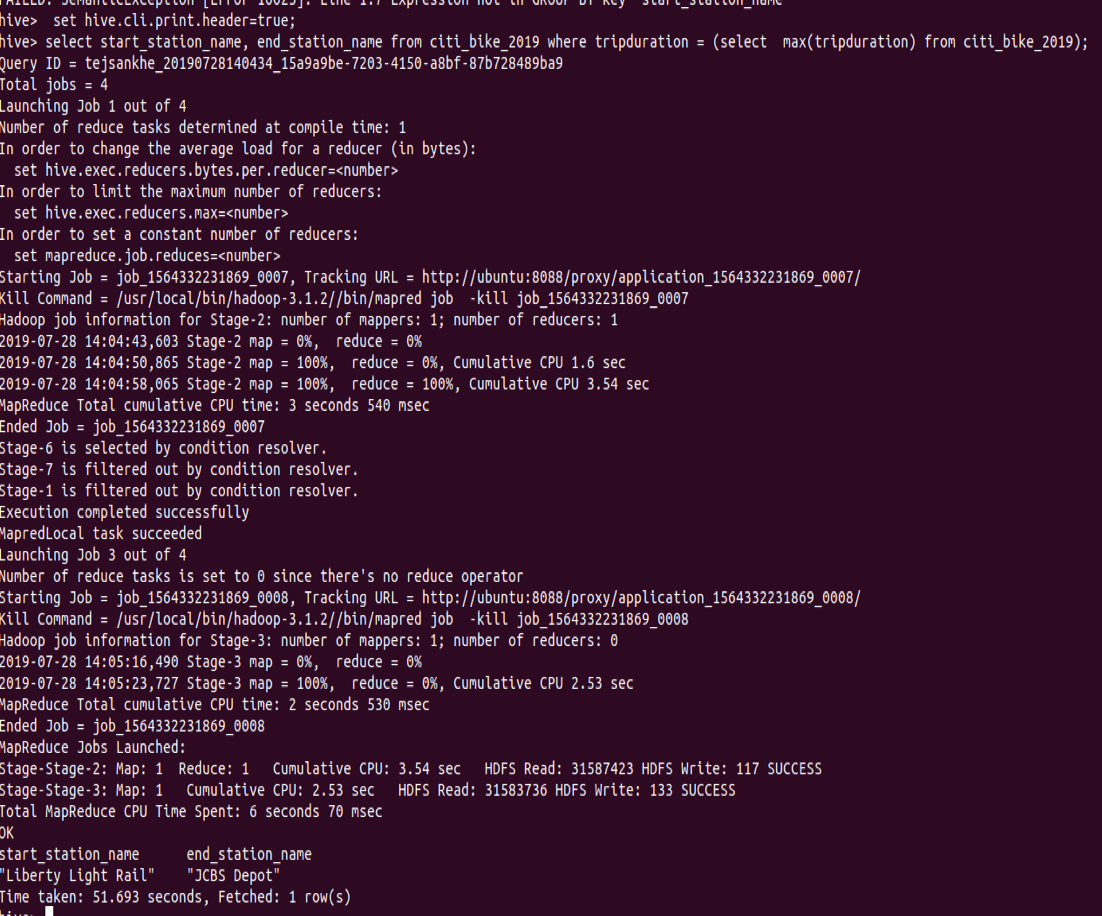 FAILED: SemanticException [Error 10025]: Line 1:7 Expression not in GROUP BY key 'start_station_name'
hive>  set hive.cli.print.header=true;
hive> select start_station_name, end_station_name from citi_bike_2019 where tripduration = (select  max(tripduration) from citi_bike_2019);
Query ID = tejsankhe_20190728140434_15a9a9be-7203-4150-a8bf-87b728489ba9
Total jobs = 4
Launching Job 1 out of 4
Number of reduce tasks determined at compile time: 1
In order to change the average load for a reducer (in bytes):
  set hive.exec.reducers.bytes.per.reducer=<number>
In order to limit the maximum number of reducers:
  set hive.exec.reducers.max=<number>
In order to set a constant number of reducers:
  set mapreduce.job.reduces=<number>
Starting Job = job_1564332231869_0007, Tracking URL = http://ubuntu:8088/proxy/application_1564332231869_0007/
Kill Command = /usr/local/bin/hadoop-3.1.2//bin/mapred job  -kill job_1564332231869_0007
Hadoop job information for Stage-2: number of mappers: 1; number of reducers: 1
2019-07-28 14:04:43,603 Stage-2 map = 0%,  reduce = 0%
2019-07-28 14:04:50,865 Stage-2 map = 100%,  reduce = 0%, Cumulative CPU 1.6 sec
2019-07-28 14:04:58,065 Stage-2 map = 100%,  reduce = 100%, Cumulative CPU 3.54 sec
MapReduce Total cumulative CPU time: 3 seconds 540 msec
Ended Job = job_1564332231869_0007
Stage-6 is selected by condition resolver.
Stage-7 is filtered out by condition resolver.
Stage-1 is filtered out by condition resolver.
Execution completed successfully
MapredLocal task succeeded
Launching Job 3 out of 4
Number of reduce tasks is set to 0 since there's no reduce operator
Starting Job = job_1564332231869_0008, Tracking URL = http://ubuntu:8088/proxy/application_1564332231869_0008/
Kill Command = /usr/local/bin/hadoop-3.1.2//bin/mapred job  -kill job_1564332231869_0008
Hadoop job information for Stage-3: number of mappers: 1; number of reducers: 0
2019-07-28 14:05:16,490 Stage-3 map = 0%,  reduce = 0%
2019-07-28 14:05:23,727 Stage-3 map = 100%,  reduce = 0%, Cumulative CPU 2.53 sec
MapReduce Total cumulative CPU time: 2 seconds 530 msec
Ended Job = job_1564332231869_0008
MapReduce Jobs Launched:
Stage-Stage-2: Map: 1  Reduce: 1   Cumulative CPU: 3.54 sec   HDFS Read: 31587423 HDFS Write: 117 SUCCESS
Stage-Stage-3: Map: 1   Cumulative CPU: 2.53 sec   HDFS Read: 31583736 HDFS Write: 133 SUCCESS
Total MapReduce CPU Time Spent: 6 seconds 70 msec
OK
start_station_name      end_station_name
"Liberty Light Rail"    "JCBS Depot"
Time taken: 51.693 seconds, Fetched: 1 row(s)
hive>